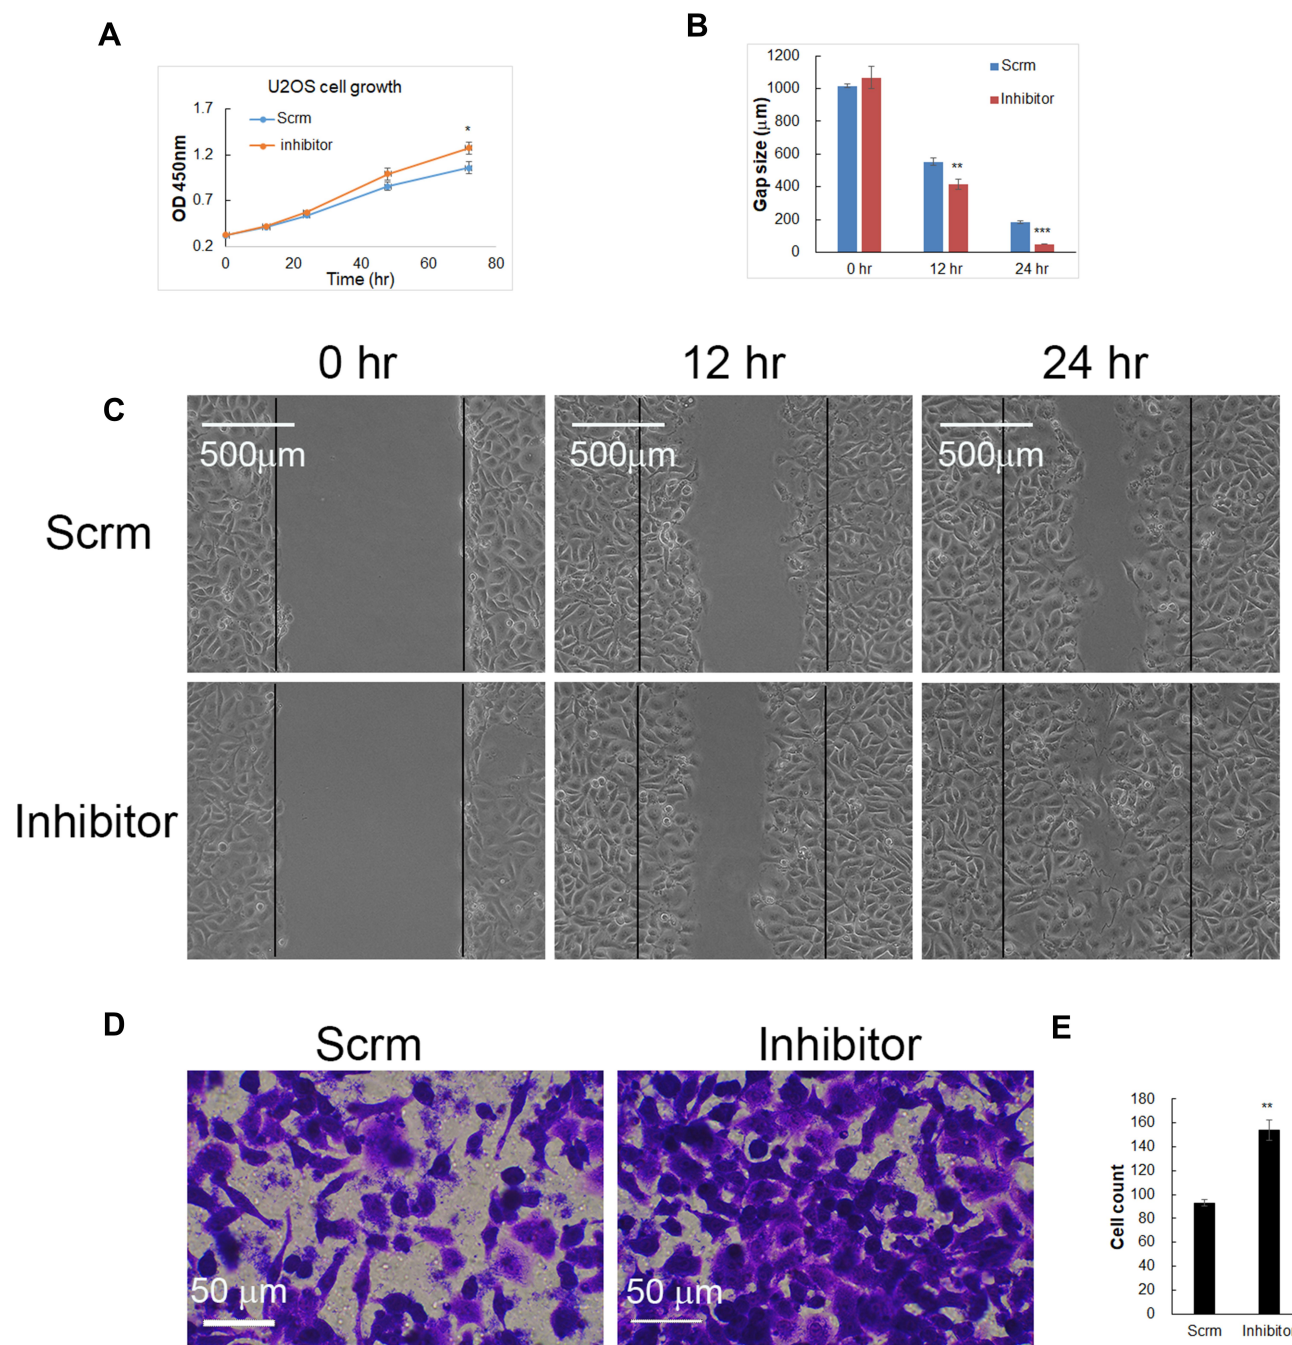 A
U2OS cell growth
1.7
1.2
0.7
0.2
OD 450nm
Scrm
inhibitor
*
0 20 40 60 80
Time (hr)
B
1200
1000
800
600
400
200
0
Gap size (μm)
Scrm
Inhibitor
**
***
0 hr 12 hr 24 hr
C
0 hr 12 hr 24 hr
Scrm
500μm 500μm 500μm
Inhibitor
D
Scrm Inhibitor
50 μm 50 μm
E
180
160
140
120
100
80
60
40
20
0
Cell count
**
Scrm Inhibitor